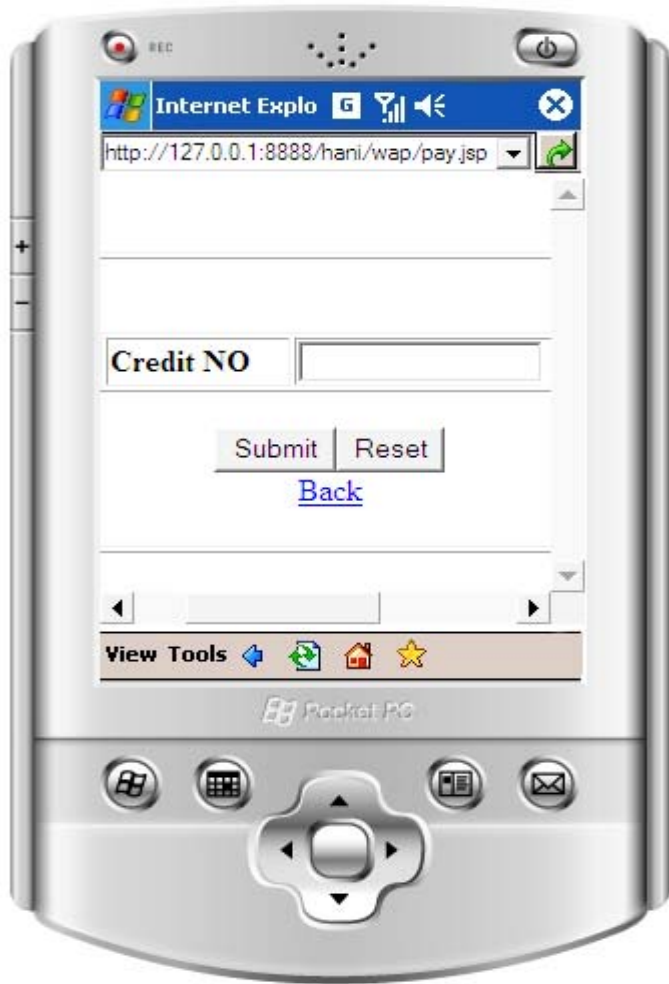 REC
Internet Explo G
http://127.0.0.1:8888/hani/wap/pay.jsp
+
Credit NO
-
Submit Reset
Back
View Tools
Pocket PC